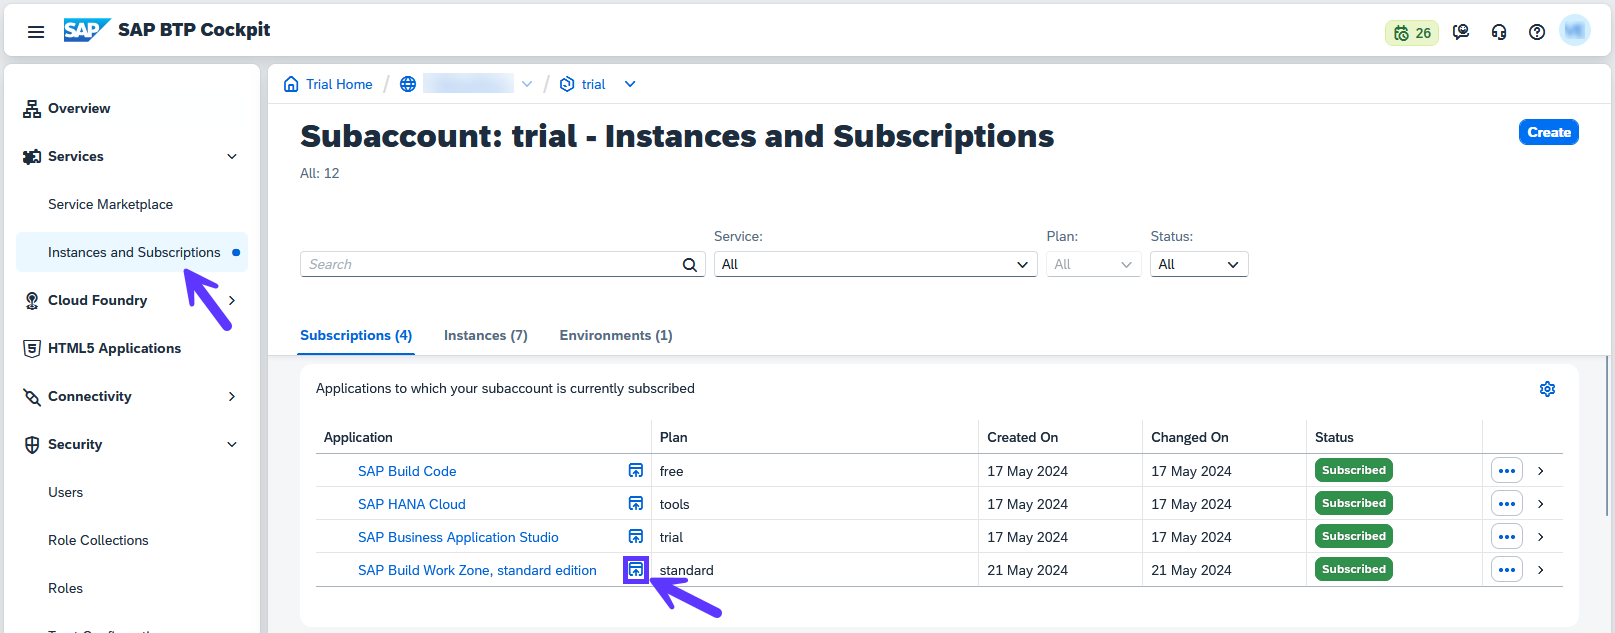 SAP SAP BTP Cockpit
26
Overview
Services
Service Marketplace
Instances and Subscriptions
Cloud Foundry
HTML5 Applications
Connectivity
Security
Users
Role Collections
Roles
Trial Home / / trial
Subaccount: trial - Instances and Subscriptions
Create
All: 12
Service:
Plan:
Status:
Search
All
All
All
Subscriptions (4)
Instances (7)
Environments (1)
Applications to which your subaccount is currently subscribed
Application Plan Created On Changed On Status
SAP Build Code free 17 May 2024 17 May 2024 Subscribed
SAP HANA Cloud tools 17 May 2024 17 May 2024 Subscribed
SAP Business Application Studio trial 17 May 2024 17 May 2024 Subscribed
SAP Build Work Zone, standard edition standard 21 May 2024 21 May 2024 Subscribed